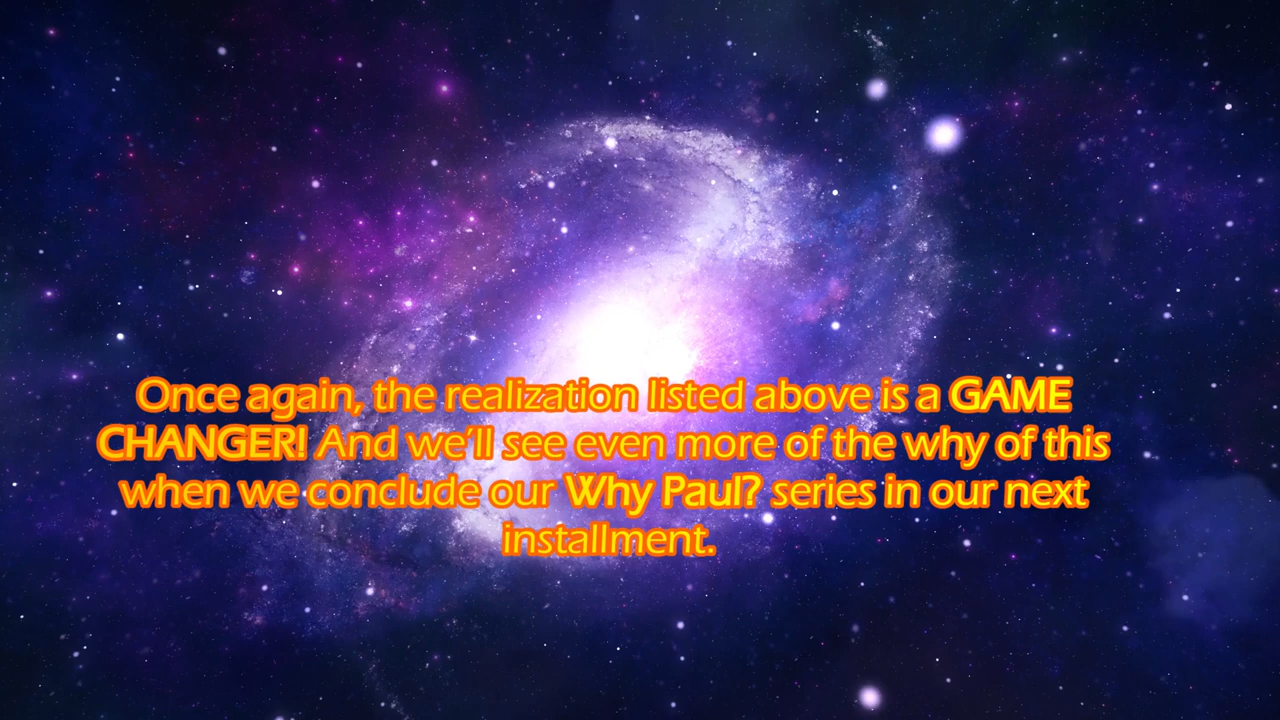 Once again, the realization listed above is a GAME
CHANGER! And we’ll see even more of the why of this
when we conclude our Why Paul? series in our next
installment.